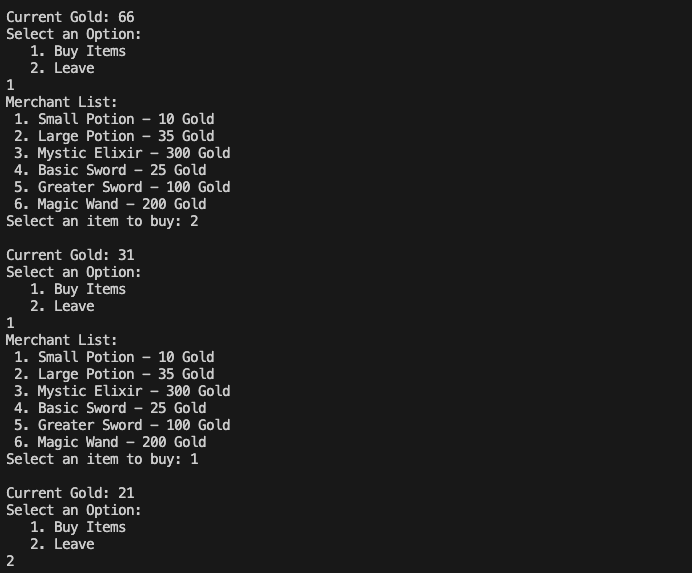 Current Gold: 66
Select an Option:
   1. Buy Items
   2. Leave
1
Merchant List:
 1. Small Potion – 10 Gold
 2. Large Potion – 35 Gold
 3. Mystic Elixir – 300 Gold
 4. Basic Sword – 25 Gold
 5. Greater Sword – 100 Gold
 6. Magic Wand – 200 Gold
Select an item to buy: 2

Current Gold: 31
Select an Option:
   1. Buy Items
   2. Leave
1
Merchant List:
 1. Small Potion – 10 Gold
 2. Large Potion – 35 Gold
 3. Mystic Elixir – 300 Gold
 4. Basic Sword – 25 Gold
 5. Greater Sword – 100 Gold
 6. Magic Wand – 200 Gold
Select an item to buy: 1

Current Gold: 21
Select an Option:
   1. Buy Items
   2. Leave
2